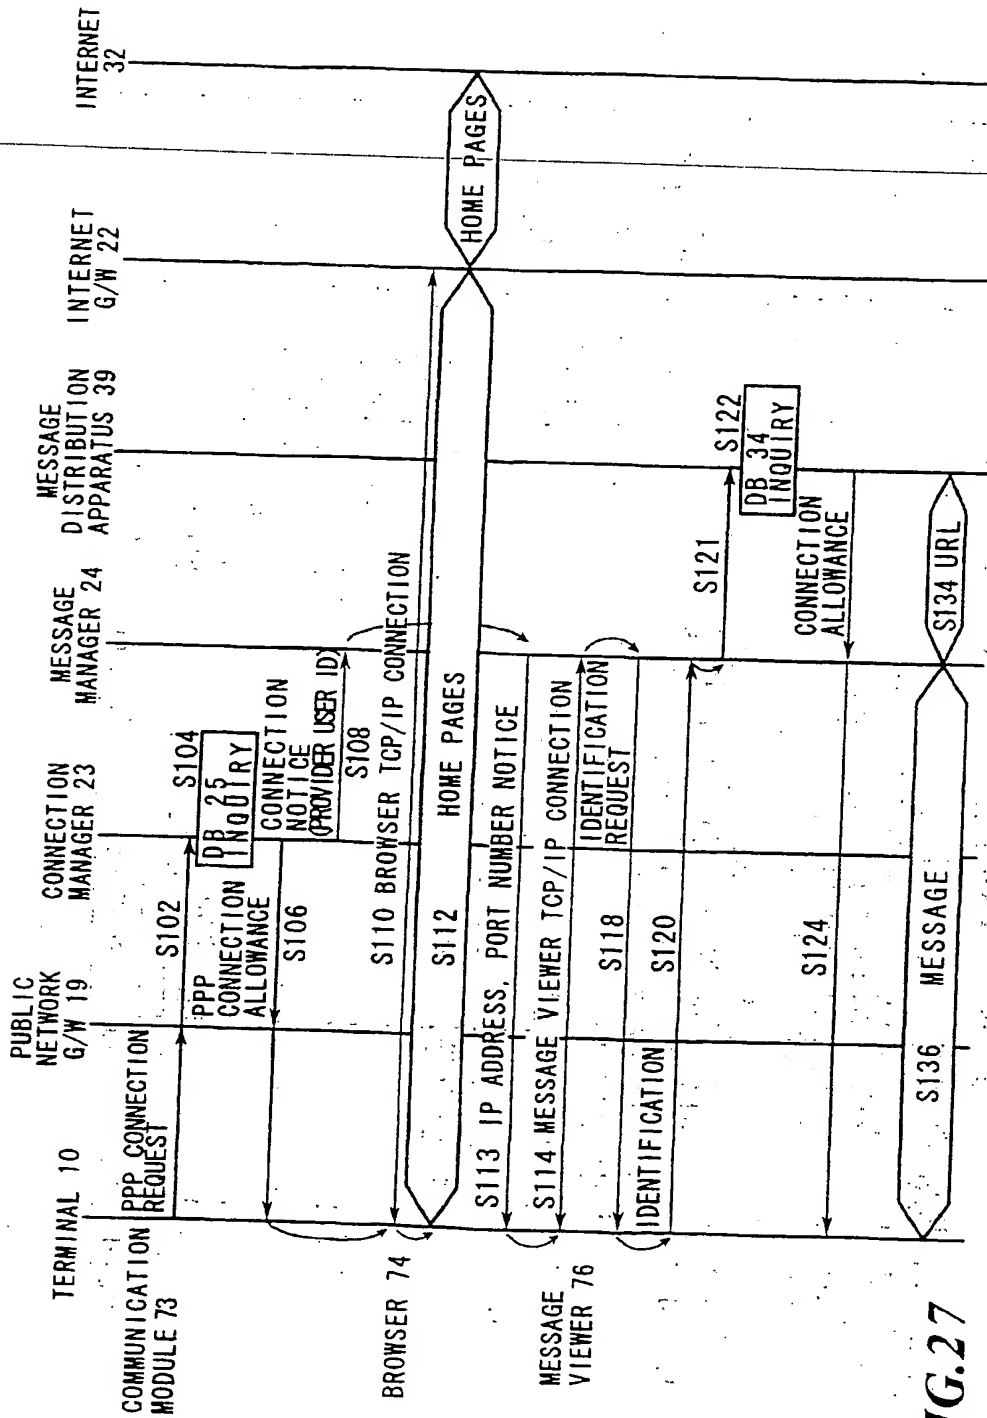 TERMINAL 10
PUBLIC
NETWORK
G/W 19
CONNECTION
MANAGER 23
MESSAGE
MANAGER 24
MESSAGE
DISTRIBUTION
APPARATUS 39
INTERNET
G/W 22
INTERNET
32
COMMUNICATION
MODULE 73
PPP CONNECTION
REQUEST
S102
S104
DB 25
INQUIRY
PPP
CONNECTION
ALLOWANCE
S106
CONNECTION
NOTICE
(PROVIDER USER ID)
S108
BROWSER 74
S110 BROWSER TCP/IP CONNECTION
S112
HOME PAGES
HOME PAGES
S113 IP ADDRESS, PORT NUMBER NOTICE
MESSAGE
VIEWER 76
S114 MESSAGE VIEWER TCP/IP CONNECTION
S118
IDENTIFICATION
REQUEST
IDENTIFICATION
S120
S121
S122
DB 34
INQUIRY
CONNECTION
ALLOWANCE
S124
S134 URL
S136
MESSAGE